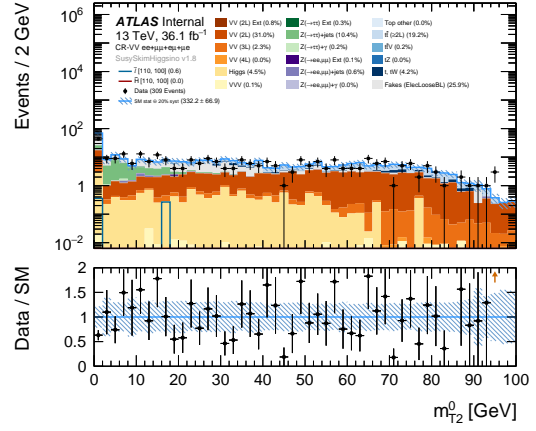 ATLAS Internal
13 TeV, 36.1 fb⁻¹
CR-VV ee+μμ+eμ+μe
SusySkimHiggsino v1.8
l̃ [110, 100] (0.6)
H̃ [110, 100] (0.0)
Data (309 Events)
SM stat ⊕ 20% syst (332.2 ± 66.9)
VV (2L) Ext (0.8%)
VV (2L) (31.0%)
VV (3L) (2.3%)
VV (4L) (0.0%)
Higgs (4.5%)
VVV (0.1%)
Z(→ττ) Ext (0.3%)
Z(→ττ)+jets (10.4%)
Z(→ττ)+γ (0.2%)
Z(→ee,μμ) Ext (0.1%)
Z(→ee,μμ)+jets (0.6%)
Z(→ee,μμ)+γ (0.0%)
Top other (0.0%)
tt̄ (≥2L) (19.2%)
tt̄V (0.2%)
tZ (0.0%)
t, tW (4.2%)
Fakes (ElecLooseBL) (25.9%)
Events / 2 GeV
10⁶
10⁴
10²
1
10⁻²
Data / SM
2
1.5
1
0.5
0
0 10 20 30 40 50 60 70 80 90 100
m⁰_T2 [GeV]